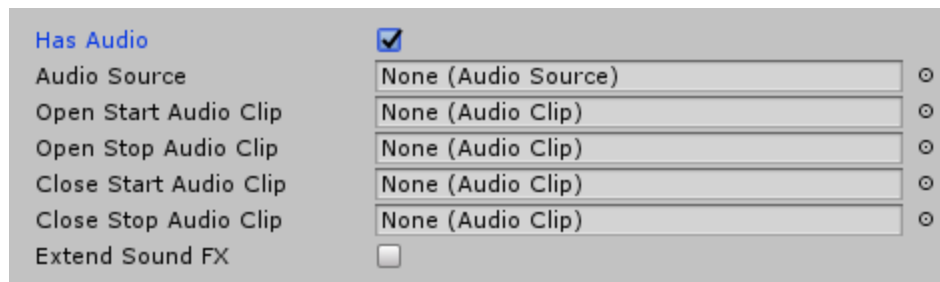 Has Audio
Audio Source None (Audio Source)
Open Start Audio Clip None (Audio Clip)
Open Stop Audio Clip None (Audio Clip)
Close Start Audio Clip None (Audio Clip)
Close Stop Audio Clip None (Audio Clip)
Extend Sound FX